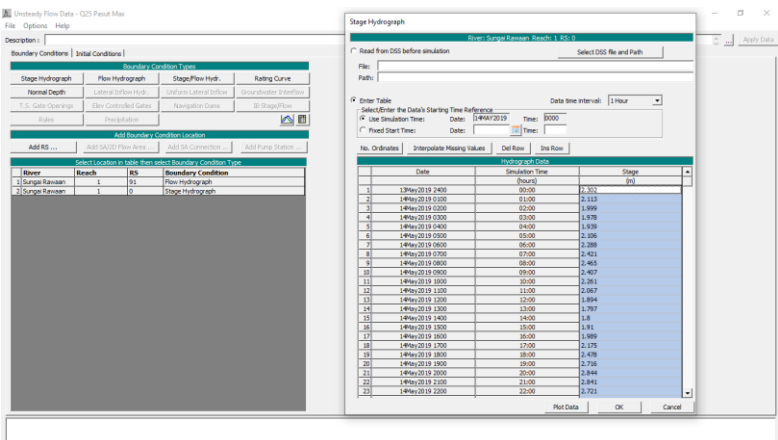 Unsteady Flow Data - Q25 Pasut Max
File Options Help
Description :
... Apply Data
Boundary Conditions Initial Conditions
Boundary Condition Types
Stage Hydrograph Flow Hydrograph Stage/Flow Hydr. Rating Curve
Normal Depth Lateral Inflow Hydr. Uniform Lateral Inflow Groundwater Interflow
T.S. Gate Openings Elev Controlled Gates Navigation Dams IB Stage/Flow
Rules Precipitation
Add Boundary Condition Location
Add RS ... Add SA/2D Flow Area ... Add SA Connection ... Add Pump Station ...
Select Location in table then select Boundary Condition Type
River Reach RS Boundary Condition
1 Sungai Rawaan 1 91 Flow Hydrograph
2 Sungai Rawaan 1 0 Stage Hydrograph
Stage Hydrograph
River: Sungai Rawaan Reach: 1 RS: 0
Read from DSS before simulation Select DSS file and Path
File:
Path:
Enter Table Data time interval: 1 Hour
Select/Enter the Data's Starting Time Reference
Use Simulation Time: Date: 14MAY2019 Time: 0000
Fixed Start Time: Date: Time:
No. Ordinates Interpolate Missing Values Del Row Ins Row
Hydrograph Data
Date Simulation Time Stage
(hours) (m)
1 13May2019 2400 00:00 2.302
2 14May2019 0100 01:00 2.113
3 14May2019 0200 02:00 1.999
4 14May2019 0300 03:00 1.978
5 14May2019 0400 04:00 1.939
6 14May2019 0500 05:00 2.106
7 14May2019 0600 06:00 2.288
8 14May2019 0700 07:00 2.421
9 14May2019 0800 08:00 2.465
10 14May2019 0900 09:00 2.407
11 14May2019 1000 10:00 2.261
12 14May2019 1100 11:00 2.067
13 14May2019 1200 12:00 1.894
14 14May2019 1300 13:00 1.797
15 14May2019 1400 14:00 1.8
16 14May2019 1500 15:00 1.91
17 14May2019 1600 16:00 1.989
18 14May2019 1700 17:00 2.175
19 14May2019 1800 18:00 2.478
20 14May2019 1900 19:00 2.716
21 14May2019 2000 20:00 2.844
22 14May2019 2100 21:00 2.841
23 14May2019 2200 22:00 2.721
Plot Data OK Cancel